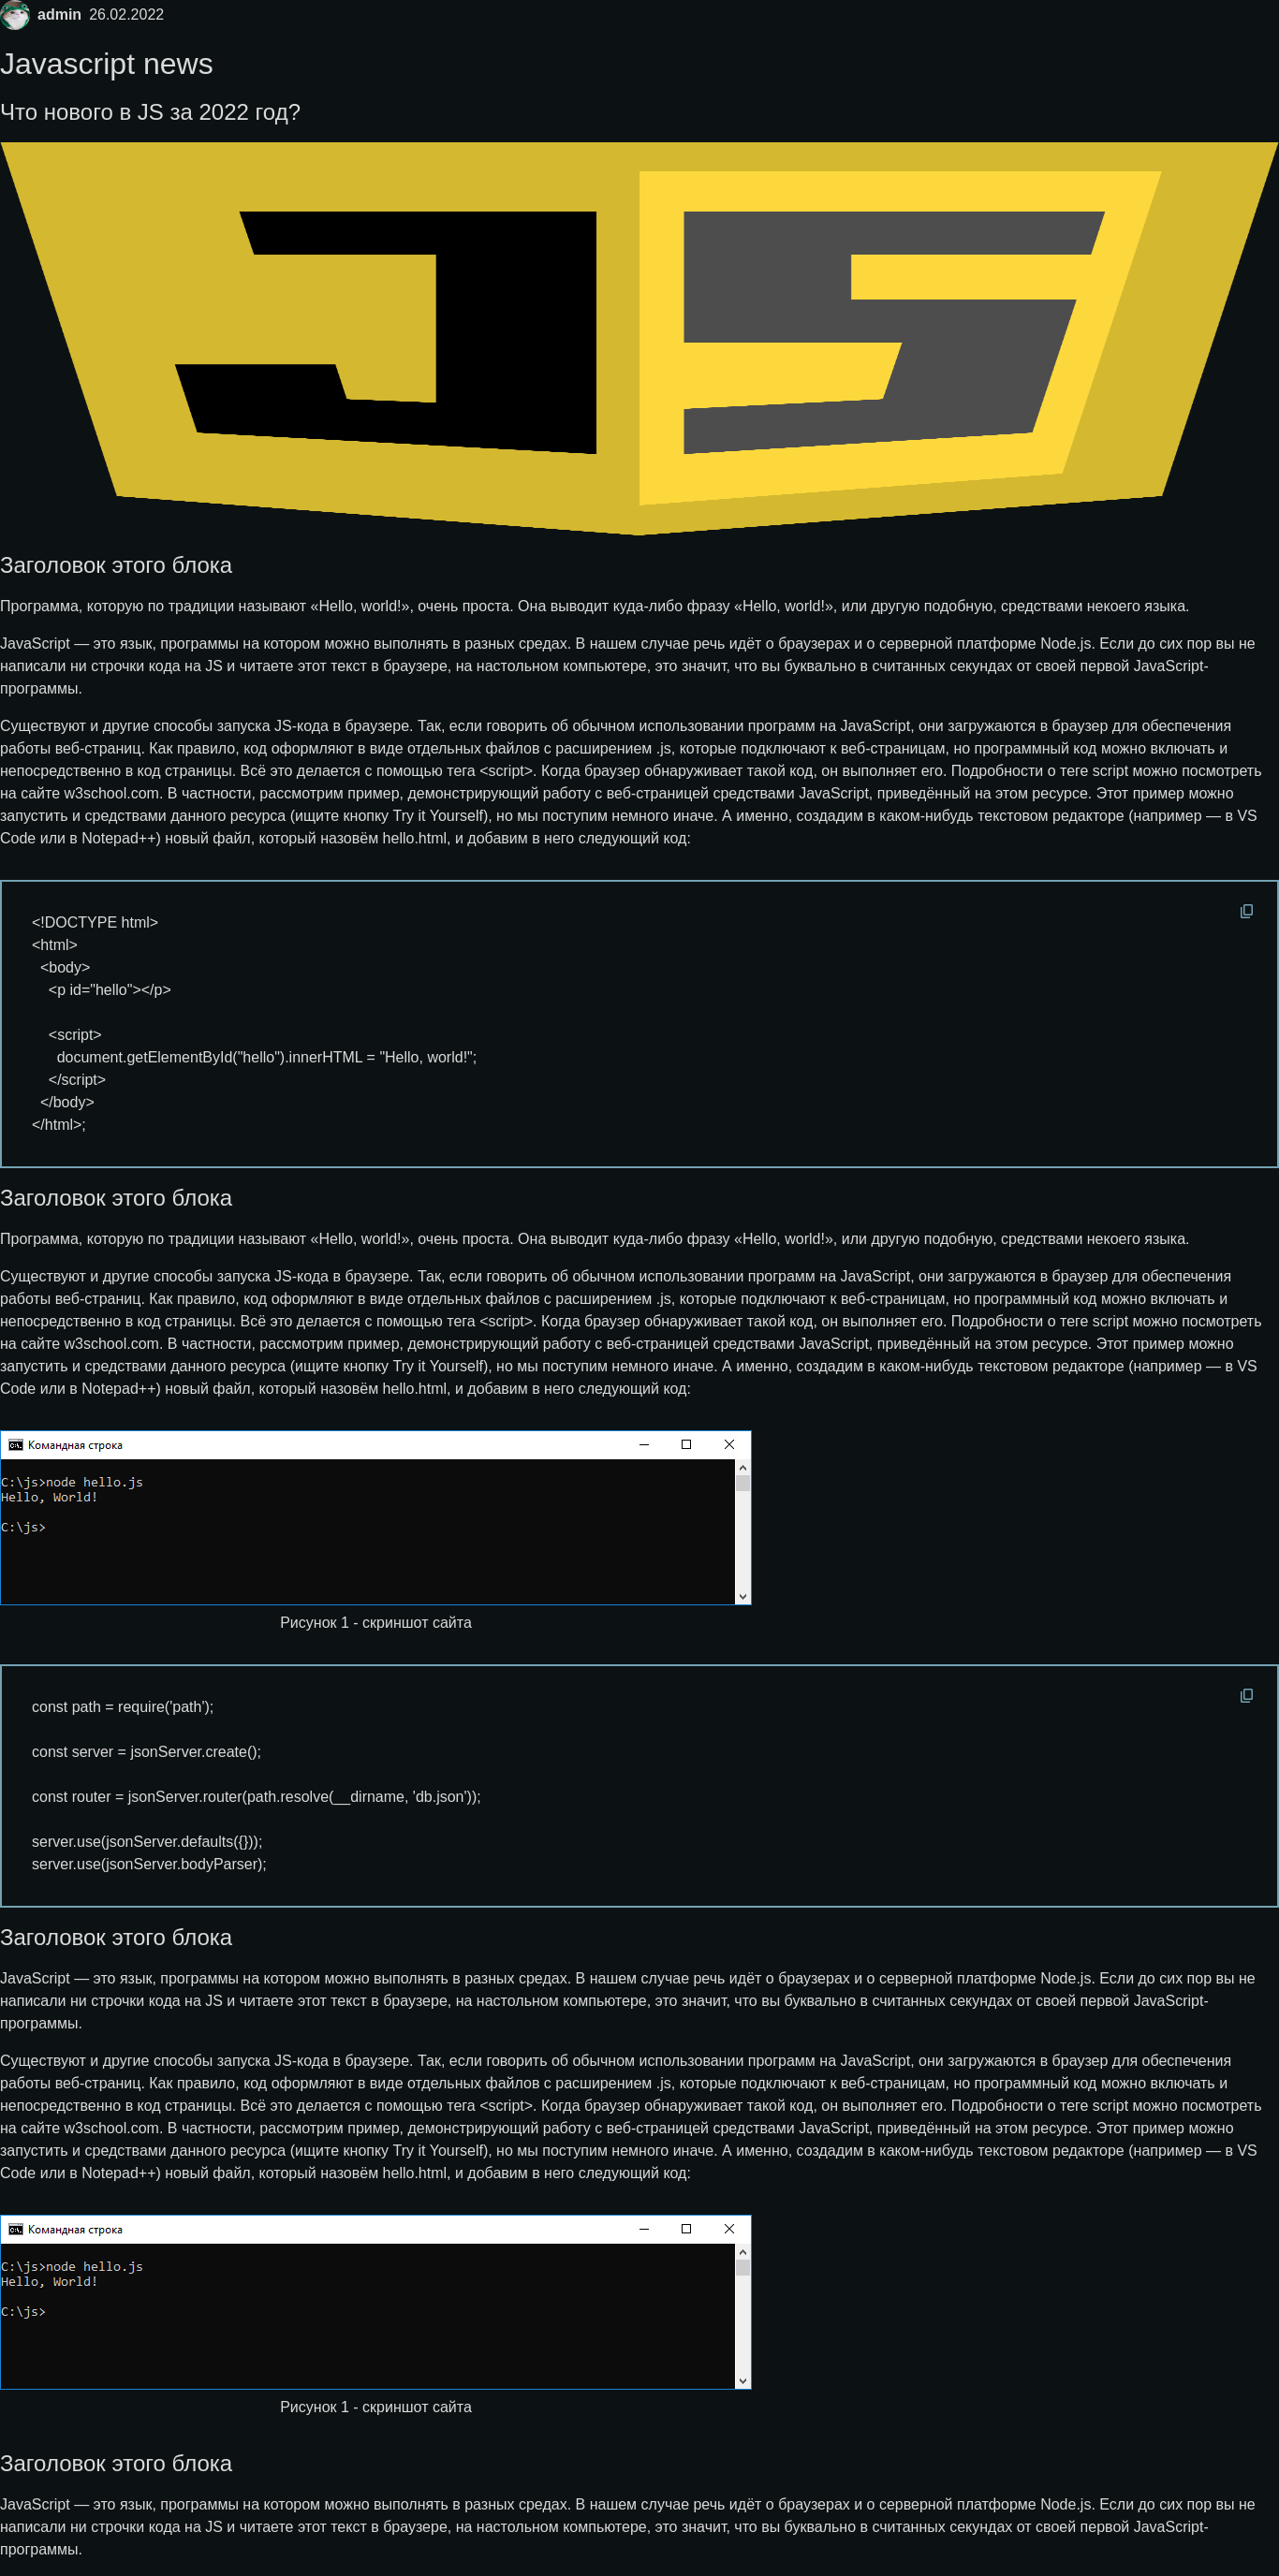 admin 26.02.2022
Javascript news
Что нового в JS за 2022 год?
JS
Заголовок этого блока
Программа, которую по традиции называют «Hello, world!», очень проста. Она выводит куда-либо фразу «Hello, world!», или другую подобную, средствами некоего языка.
JavaScript — это язык, программы на котором можно выполнять в разных средах. В нашем случае речь идёт о браузерах и о серверной платформе Node.js. Если до сих пор вы не
написали ни строчки кода на JS и читаете этот текст в браузере, на настольном компьютере, это значит, что вы буквально в считанных секундах от своей первой JavaScript-
программы.
Существуют и другие способы запуска JS-кода в браузере. Так, если говорить об обычном использовании программ на JavaScript, они загружаются в браузер для обеспечения
работы веб-страниц. Как правило, код оформляют в виде отдельных файлов с расширением .js, которые подключают к веб-страницам, но программный код можно включать и
непосредственно в код страницы. Всё это делается с помощью тега <script>. Когда браузер обнаруживает такой код, он выполняет его. Подробности о теге script можно посмотреть
на сайте w3school.com. В частности, рассмотрим пример, демонстрирующий работу с веб-страницей средствами JavaScript, приведённый на этом ресурсе. Этот пример можно
запустить и средствами данного ресурса (ищите кнопку Try it Yourself), но мы поступим немного иначе. А именно, создадим в каком-нибудь текстовом редакторе (например — в VS
Code или в Notepad++) новый файл, который назовём hello.html, и добавим в него следующий код:
<!DOCTYPE html>
<html>
<body>
<p id="hello"></p>
<script>
document.getElementById("hello").innerHTML = "Hello, world!";
</script>
</body>
</html>;
Заголовок этого блока
Программа, которую по традиции называют «Hello, world!», очень проста. Она выводит куда-либо фразу «Hello, world!», или другую подобную, средствами некоего языка.
Существуют и другие способы запуска JS-кода в браузере. Так, если говорить об обычном использовании программ на JavaScript, они загружаются в браузер для обеспечения
работы веб-страниц. Как правило, код оформляют в виде отдельных файлов с расширением .js, которые подключают к веб-страницам, но программный код можно включать и
непосредственно в код страницы. Всё это делается с помощью тега <script>. Когда браузер обнаруживает такой код, он выполняет его. Подробности о теге script можно посмотреть
на сайте w3school.com. В частности, рассмотрим пример, демонстрирующий работу с веб-страницей средствами JavaScript, приведённый на этом ресурсе. Этот пример можно
запустить и средствами данного ресурса (ищите кнопку Try it Yourself), но мы поступим немного иначе. А именно, создадим в каком-нибудь текстовом редакторе (например — в VS
Code или в Notepad++) новый файл, который назовём hello.html, и добавим в него следующий код:
Командная строка
C:\js>node hello.js
Hello, World!
C:\js>
Рисунок 1 - скриншот сайта
const path = require('path');
const server = jsonServer.create();
const router = jsonServer.router(path.resolve(__dirname, 'db.json'));
server.use(jsonServer.defaults({}));
server.use(jsonServer.bodyParser);
Заголовок этого блока
JavaScript — это язык, программы на котором можно выполнять в разных средах. В нашем случае речь идёт о браузерах и о серверной платформе Node.js. Если до сих пор вы не
написали ни строчки кода на JS и читаете этот текст в браузере, на настольном компьютере, это значит, что вы буквально в считанных секундах от своей первой JavaScript-
программы.
Существуют и другие способы запуска JS-кода в браузере. Так, если говорить об обычном использовании программ на JavaScript, они загружаются в браузер для обеспечения
работы веб-страниц. Как правило, код оформляют в виде отдельных файлов с расширением .js, которые подключают к веб-страницам, но программный код можно включать и
непосредственно в код страницы. Всё это делается с помощью тега <script>. Когда браузер обнаруживает такой код, он выполняет его. Подробности о теге script можно посмотреть
на сайте w3school.com. В частности, рассмотрим пример, демонстрирующий работу с веб-страницей средствами JavaScript, приведённый на этом ресурсе. Этот пример можно
запустить и средствами данного ресурса (ищите кнопку Try it Yourself), но мы поступим немного иначе. А именно, создадим в каком-нибудь текстовом редакторе (например — в VS
Code или в Notepad++) новый файл, который назовём hello.html, и добавим в него следующий код:
Командная строка
C:\js>node hello.js
Hello, World!
C:\js>
Рисунок 1 - скриншот сайта
Заголовок этого блока
JavaScript — это язык, программы на котором можно выполнять в разных средах. В нашем случае речь идёт о браузерах и о серверной платформе Node.js. Если до сих пор вы не
написали ни строчки кода на JS и читаете этот текст в браузере, на настольном компьютере, это значит, что вы буквально в считанных секундах от своей первой JavaScript-
программы.